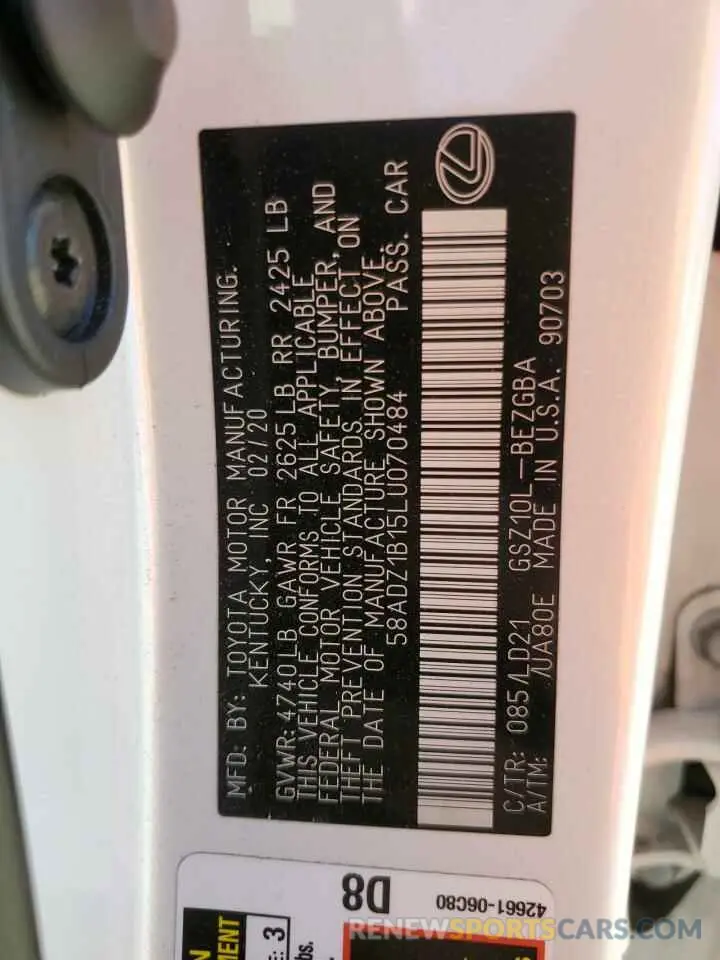 MFD. BY: TOYOTA MOTOR MANUFACTURING.
KENTUCKY, INC 02/20
GVWR: 4740LB GAWR FR 2625LB RR 2425 LB
THIS VEHICLE CONFORMS TO ALL APPLICABLE
FEDERAL MOTOR VEHICLE SAFETY, BUMPER, AND
THEFT PREVENTION STANDARDS IN EFFECT ON
THE DATE OF MANUFACTURE SHOWN ABOVE.
58ADZ1B15LU070484 PASS. CAR
C/TR: 085/LD21 GSZ10L-BEZGBA
A/TM: /UA80E MADE IN U.S.A. 90703
D8
42661-06C80
3
lbs.
RENEWSPORTSCARS.COM